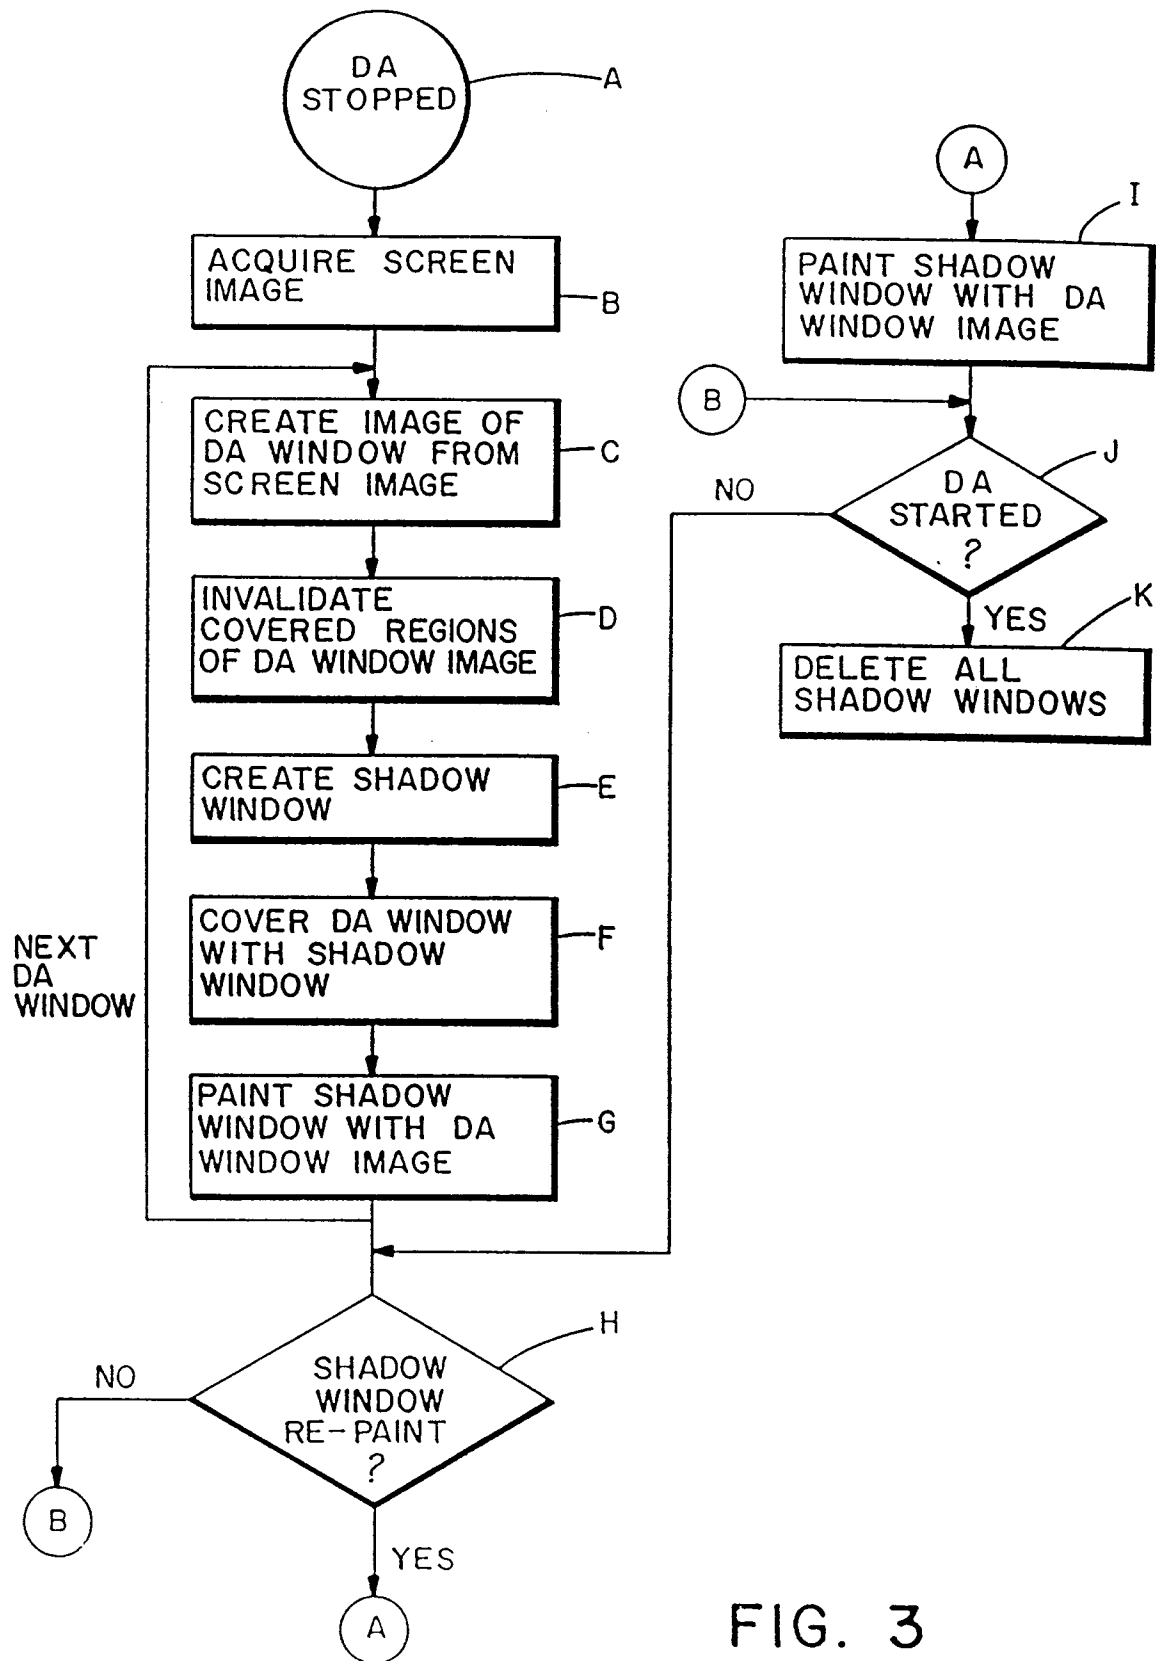 DA
STOPPED
A
ACQUIRE SCREEN
IMAGE
B
CREATE IMAGE OF
DA WINDOW FROM
SCREEN IMAGE
C
INVALIDATE
COVERED REGIONS
OF DA WINDOW IMAGE
D
CREATE SHADOW
WINDOW
E
COVER DA WINDOW
WITH SHADOW
WINDOW
F
NEXT
DA
WINDOW
PAINT SHADOW
WINDOW WITH DA
WINDOW IMAGE
G
H
SHADOW
WINDOW
RE-PAINT
?
NO
B
YES
A
A
I
PAINT SHADOW
WINDOW WITH DA
WINDOW IMAGE
B
J
DA
STARTED
?
NO
YES
K
DELETE ALL
SHADOW WINDOWS
FIG. 3